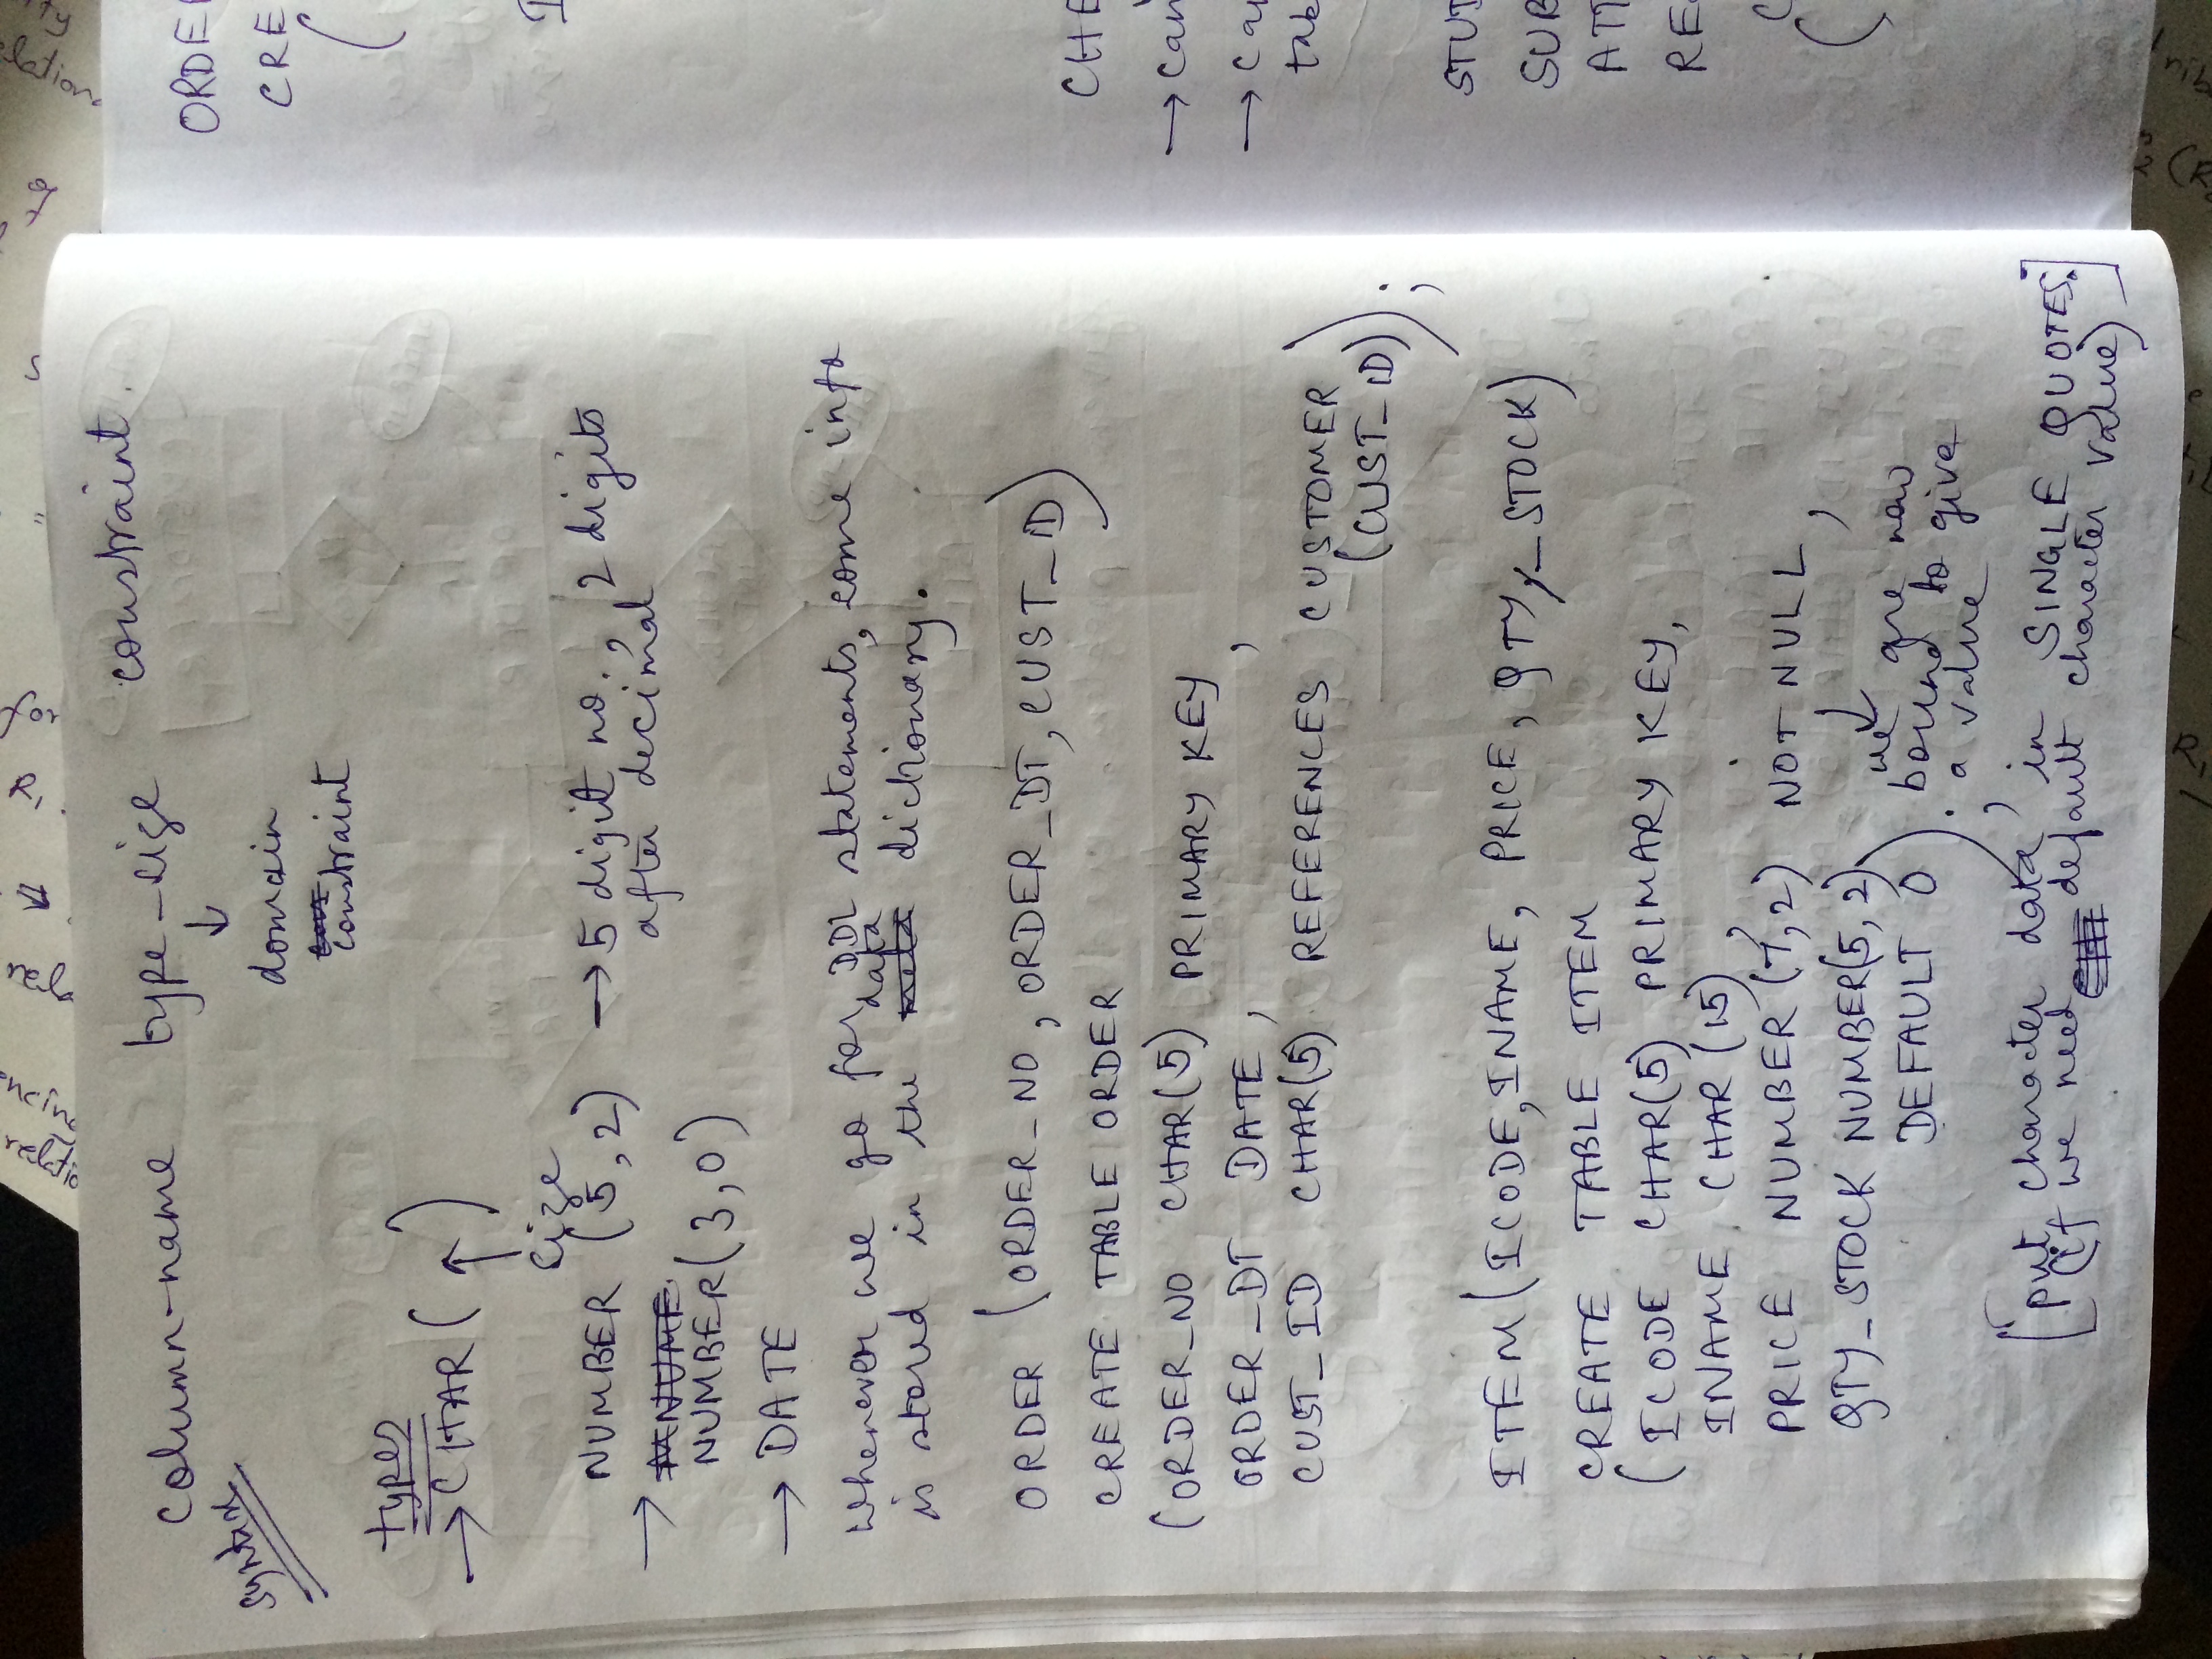 column-name type-size constraint.
syntax
↓
domain
constraint
types
→ CHAR ( )
↑
size
NUMBER (5,2) → 5 digit no., 2 digits
after decimal
→
NUMBER(3,0)
→ DATE
Whenever we go for DDL statements, some info
is stored in the data dictionary.
ORDER (ORDER_NO, ORDER_DT, CUST_ID)
CREATE TABLE ORDER
(ORDER_NO CHAR(5) PRIMARY KEY,
ORDER_DT DATE,
CUST_ID CHAR(5) REFERENCES CUSTOMER
(CUST_ID));
ITEM(ICODE, INAME, PRICE, QTY_STOCK)
CREATE TABLE ITEM
(ICODE CHAR(5) PRIMARY KEY,
INAME CHAR(15),
PRICE NUMBER(7,2) NOT NULL,
↓
QTY_STOCK NUMBER(5,2)
DEFAULT 0);
we are now
bound to give
a value
[put character data in SINGLE QUOTES.
(if we need default character value)]
ORDER
CRE
(
I
CHE
→ can
→ ca
tab
STUD
SUB
ATT
RE
C
(